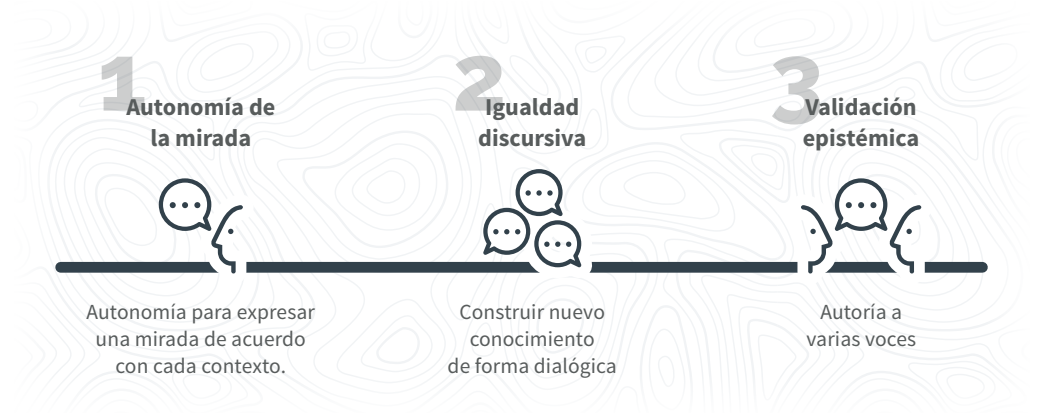 1
Autonomía de
la mirada
Autonomía para expresar
una mirada de acuerdo
con cada contexto.
2
Igualdad
discursiva
Construir nuevo
conocimiento
de forma dialógica
3
Validación
epistémica
Autoría a
varias voces